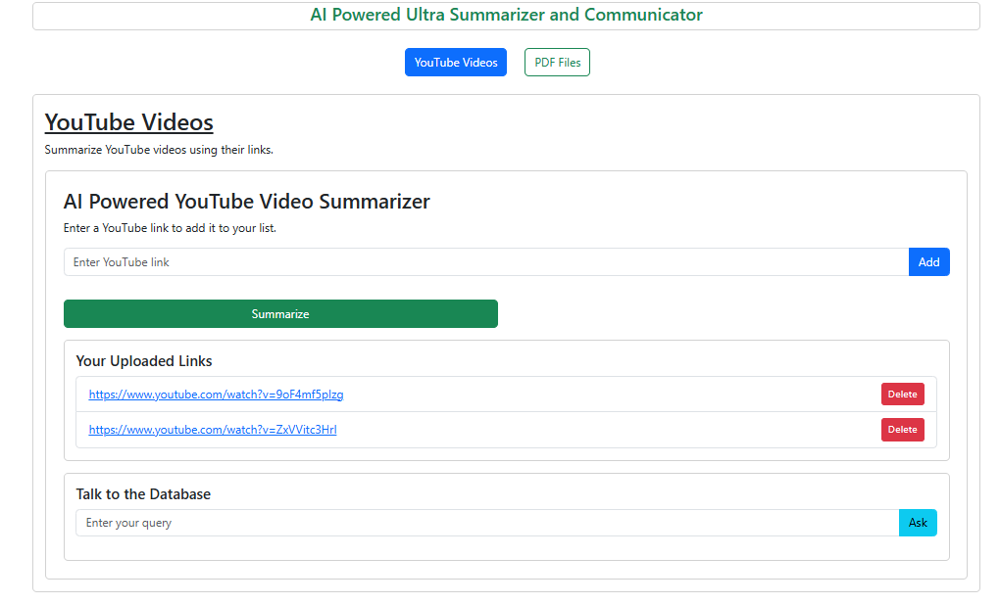 AI Powered Ultra Summarizer and Communicator
YouTube Videos PDF Files
YouTube Videos
Summarize YouTube videos using their links.
AI Powered YouTube Video Summarizer
Enter a YouTube link to add it to your list.
Enter YouTube link Add
Summarize
Your Uploaded Links
https://www.youtube.com/watch?v=9oF4mf5plzg Delete
https://www.youtube.com/watch?v=ZxVVitc3HrI Delete
Talk to the Database
Enter your query Ask